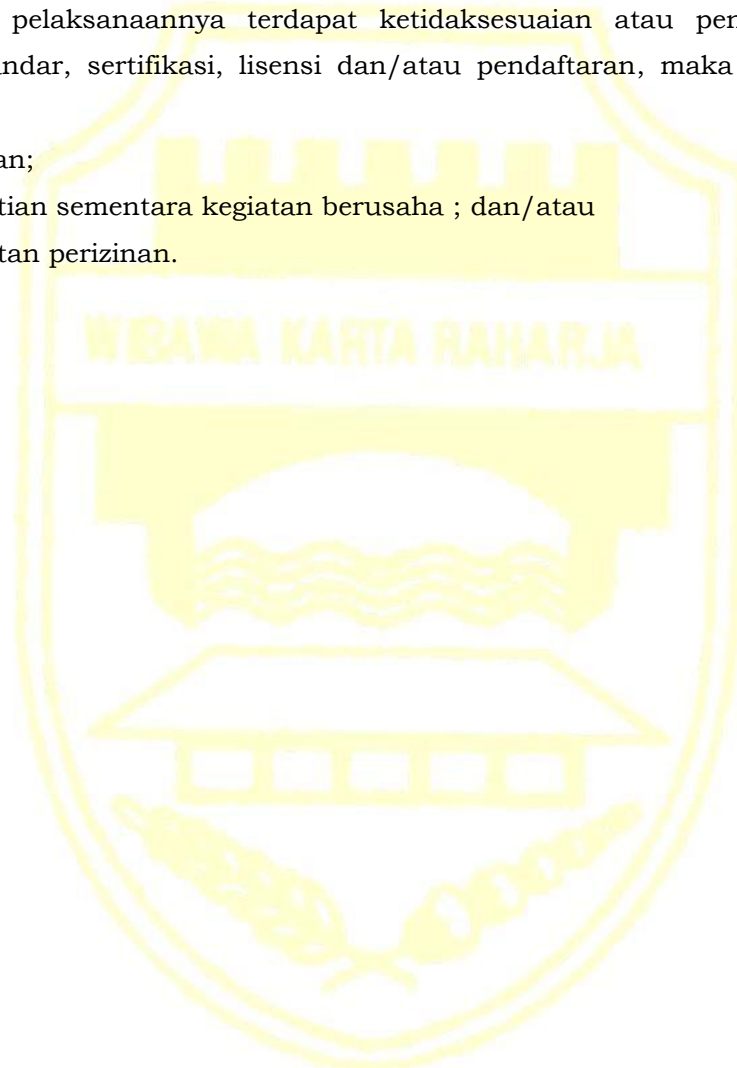 pelaksanaannya terdapat ketidaksesuaian atau pen
ndar, sertifikasi, lisensi dan/atau pendaftaran, maka
an;
tian sementara kegiatan berusaha ; dan/atau
tan perizinan.
WIBAWA KARTA RAHARJA